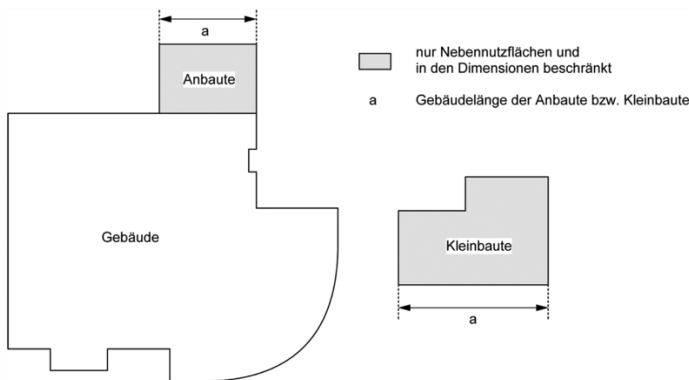 a
Anbaute
nur Nebennutzflächen und
in den Dimensionen beschränkt
a Gebäudelänge der Anbaute bzw. Kleinbaute
Gebäude
Kleinbaute
a